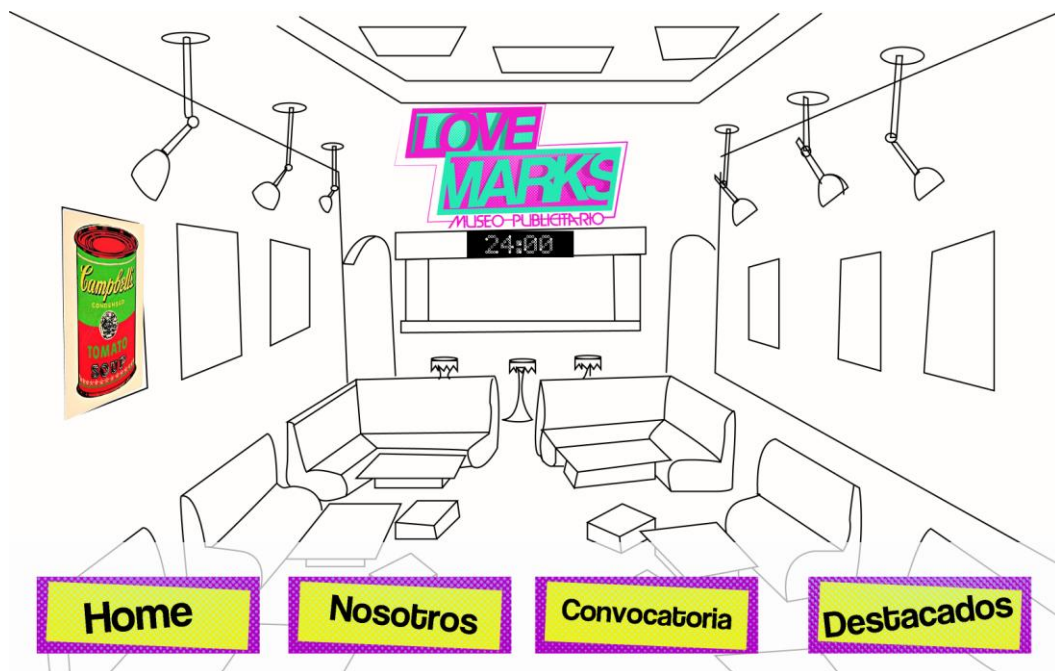 LOVE
MARKS
MUSEO PUBLICITARIO
24:00
Campbell's
CONDENSED
TOMATO
SOUP
Home
Nosotros
Convocatoria
Destacados